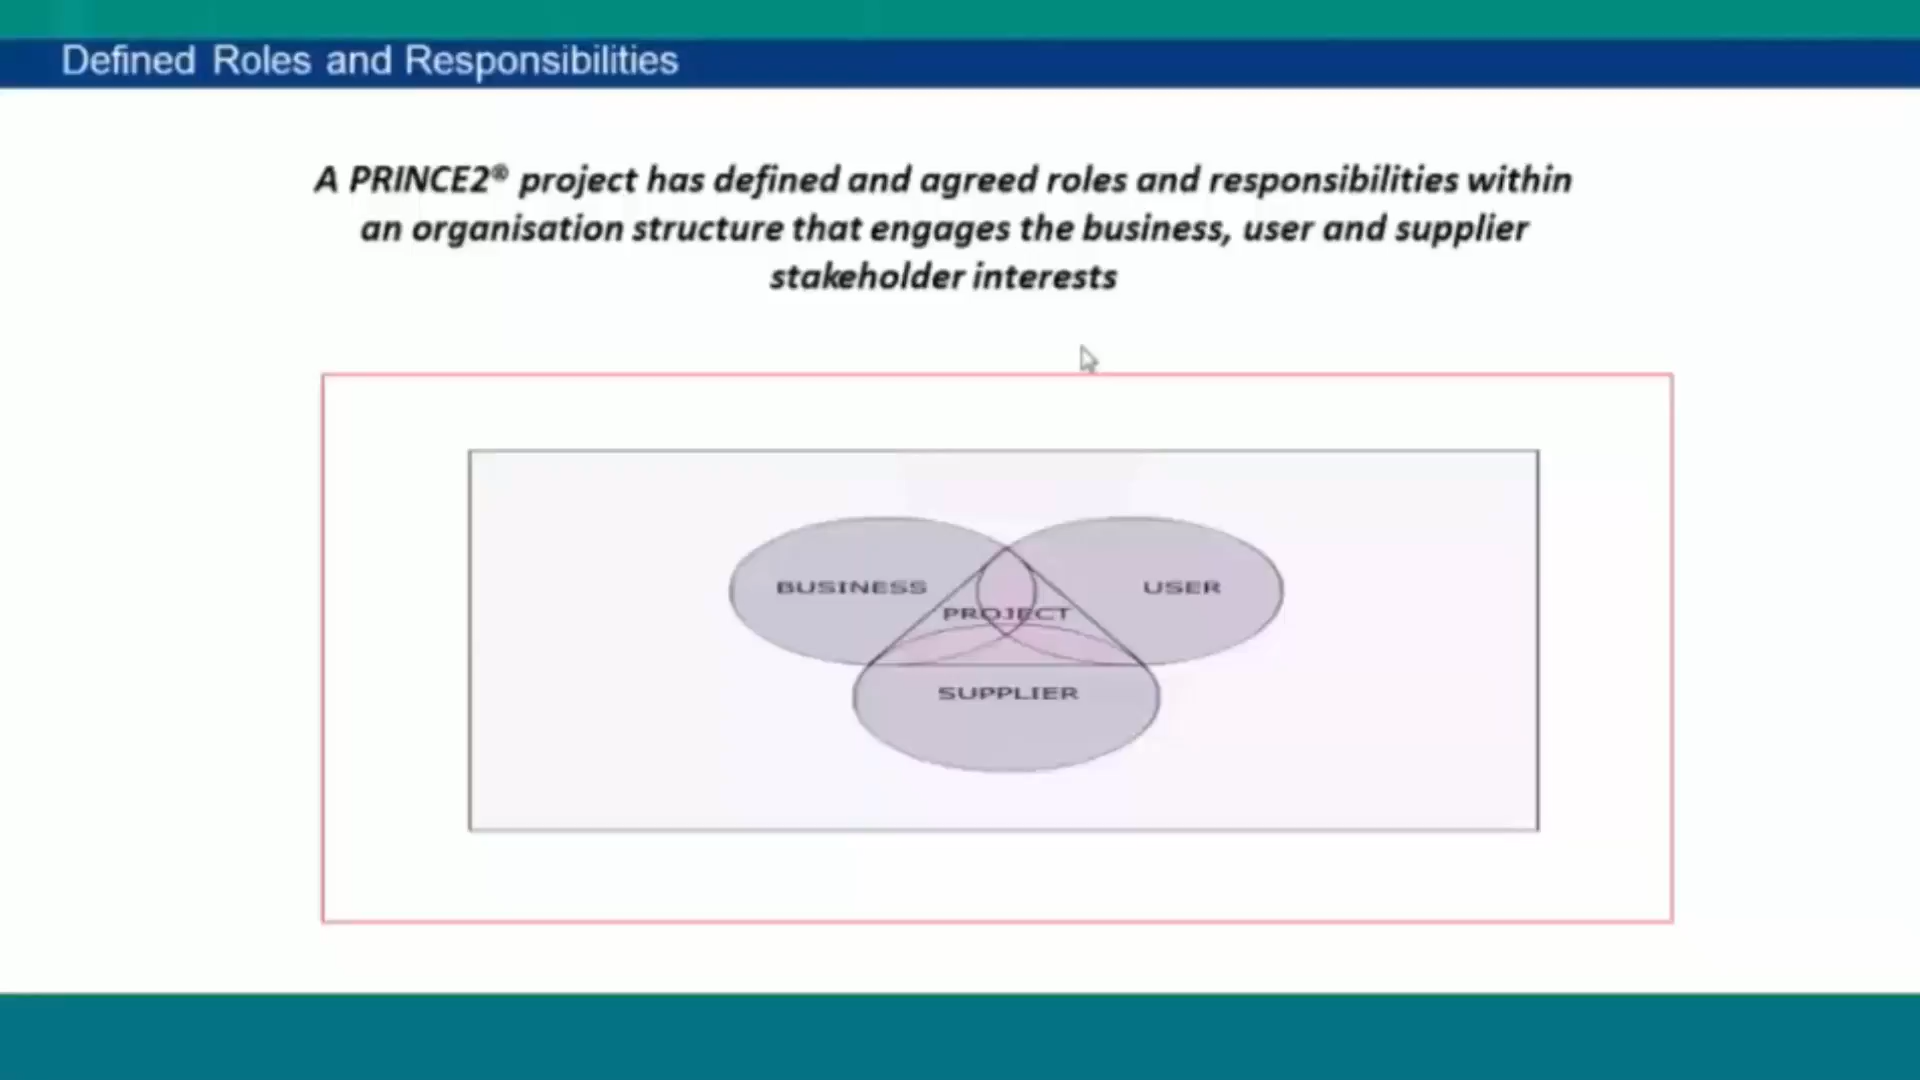 Defined Roles and Responsibilities
A PRINCE2® project has defined and agreed roles and responsibilities within
an organisation structure that engages the business, user and supplier
stakeholder interests
BUSINESS
USER
PROJECT
SUPPLIER